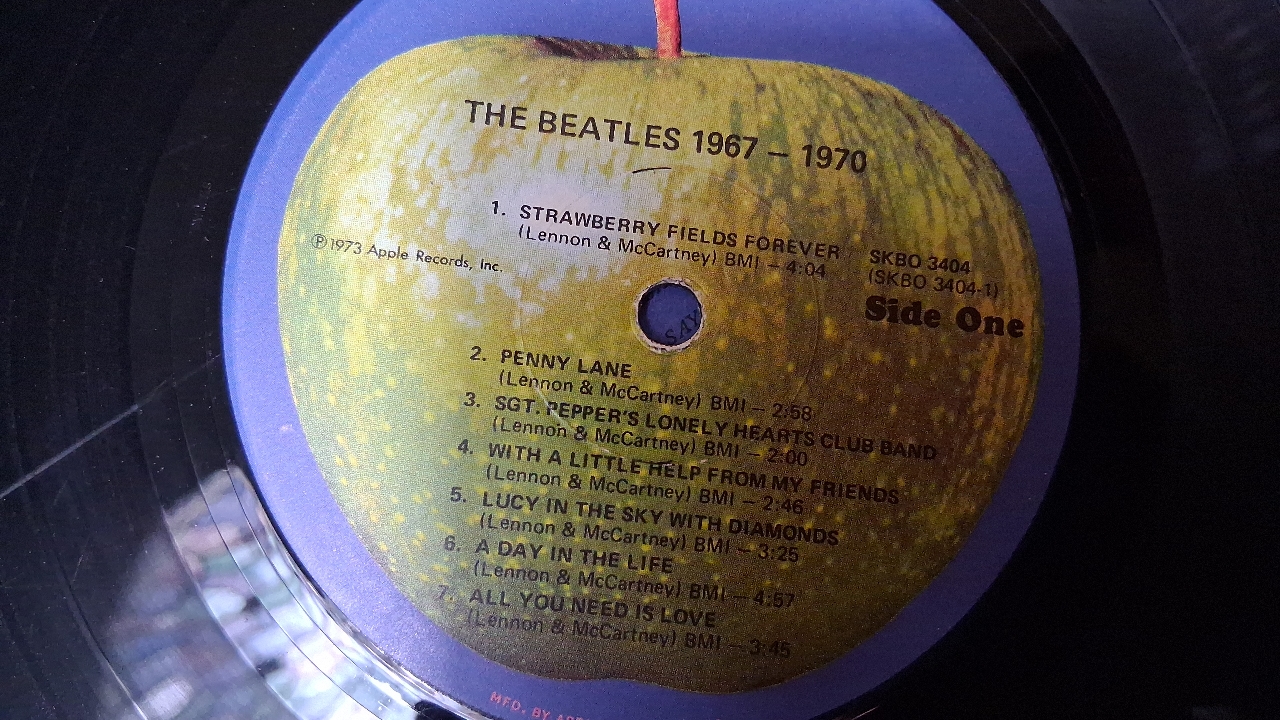 THE BEATLES 1967 – 1970
1. STRAWBERRY FIELDS FOREVER
(Lennon & McCartney) BMI – 4:04
℗1973 Apple Records, Inc.
SKBO 3404
(SKBO 3404-1)
Side One
2. PENNY LANE
(Lennon & McCartney) BMI – 2:58
3. SGT. PEPPER'S LONELY HEARTS CLUB BAND
(Lennon & McCartney) BMI – 2:00
4. WITH A LITTLE HELP FROM MY FRIENDS
(Lennon & McCartney) BMI – 2:46
5. LUCY IN THE SKY WITH DIAMONDS
(Lennon & McCartney) BMI – 3:25
6. A DAY IN THE LIFE
(Lennon & McCartney) BMI – 4:57
7. ALL YOU NEED IS LOVE
(Lennon & McCartney) BMI – 3:45
MFD. BY